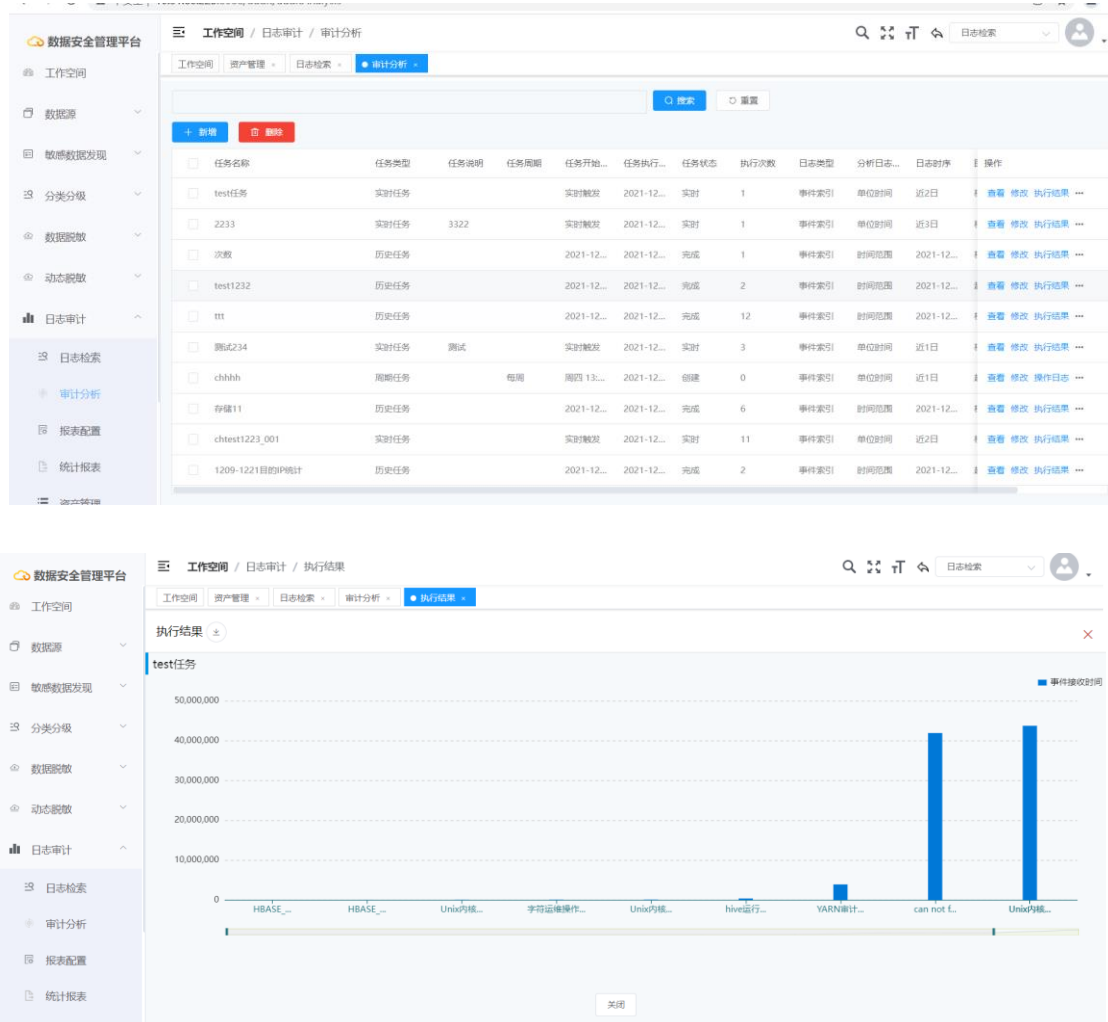 数据安全管理平台
工作空间 / 日志审计 / 审计分析
日志检索
工作空间 资产管理 × 日志检索 × 审计分析 ×
搜索 重置
+ 新增 删除
工作空间
数据源
敏感数据发现
分类分级
数据脱敏
动态脱敏
日志审计
日志检索
审计分析
报表配置
统计报表
资产管理
任务名称 任务类型 任务说明 任务周期 任务开始... 任务执行... 任务状态 执行次数 日志类型 分析日志... 日志时序 操作
test任务 实时任务 实时触发 2021-12... 实时 1 事件索引 单位时间 近2日 查看 修改 执行结果 •••
2233 实时任务 3322 实时触发 2021-12... 实时 1 事件索引 单位时间 近3日 查看 修改 执行结果 •••
次数 历史任务 2021-12... 2021-12... 完成 1 事件索引 时间范围 2021-12... 查看 修改 执行结果 •••
test1232 历史任务 2021-12... 2021-12... 完成 2 事件索引 时间范围 2021-12... 查看 修改 执行结果 •••
ttt 历史任务 2021-12... 2021-12... 完成 12 事件索引 时间范围 2021-12... 查看 修改 执行结果 •••
测试234 实时任务 测试 实时触发 2021-12... 实时 3 事件索引 单位时间 近1日 查看 修改 执行结果 •••
chhhh 周期任务 每周 周四 13:... 2021-12... 创建 0 事件索引 单位时间 近1日 查看 修改 操作日志 •••
存储11 历史任务 2021-12... 2021-12... 完成 6 事件索引 时间范围 2021-12... 查看 修改 执行结果 •••
chtest1223_001 实时任务 实时触发 2021-12... 实时 11 事件索引 单位时间 近2日 查看 修改 执行结果 •••
1209-1221目的IP统计 历史任务 2021-12... 2021-12... 完成 2 事件索引 时间范围 2021-12... 查看 修改 执行结果 •••
数据安全管理平台
工作空间 / 日志审计 / 执行结果
日志检索
工作空间 资产管理 × 日志检索 × 审计分析 × 执行结果 ×
工作空间
数据源
敏感数据发现
分类分级
数据脱敏
动态脱敏
日志审计
日志检索
审计分析
报表配置
统计报表
执行结果
test任务
事件接收时间
50,000,000
40,000,000
30,000,000
20,000,000
10,000,000
0
HBASE_... HBASE_... Unix内核... 字符运维操作... Unix内核... hive运行... YARN审计... can not f... Unix内核...
关闭